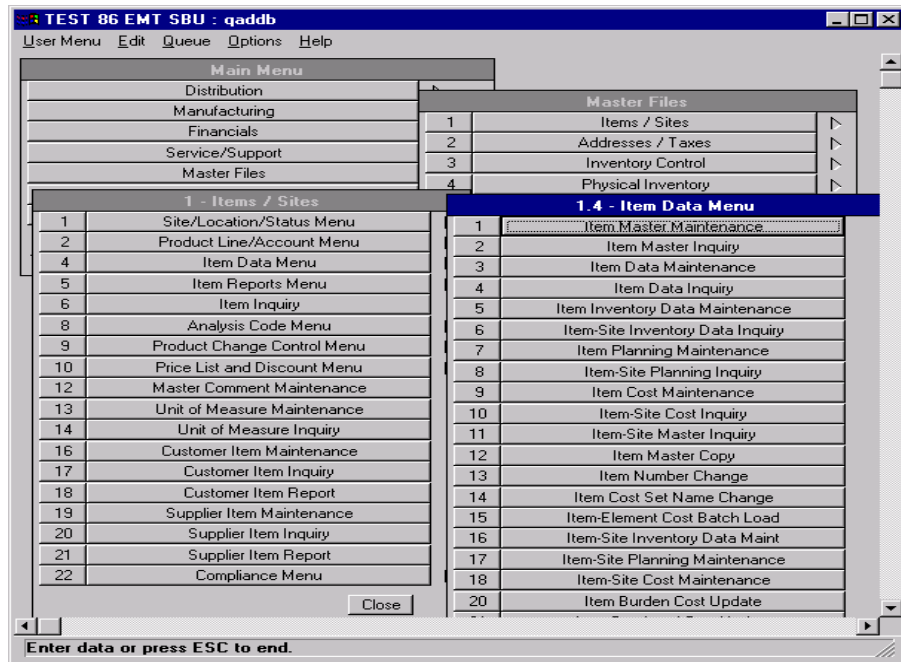 TEST 86 EMT SBU : qaddb
User Menu Edit Queue Options Help
Main Menu
Distribution
Manufacturing
Financials
Service/Support
Master Files
Master Files
1 Items / Sites
2 Addresses / Taxes
3 Inventory Control
4 Physical Inventory
1 - Items / Sites
1 Site/Location/Status Menu
2 Product Line/Account Menu
4 Item Data Menu
5 Item Reports Menu
6 Item Inquiry
8 Analysis Code Menu
9 Product Change Control Menu
10 Price List and Discount Menu
12 Master Comment Maintenance
13 Unit of Measure Maintenance
14 Unit of Measure Inquiry
16 Customer Item Maintenance
17 Customer Item Inquiry
18 Customer Item Report
19 Supplier Item Maintenance
20 Supplier Item Inquiry
21 Supplier Item Report
22 Compliance Menu
Close
1.4 - Item Data Menu
1 Item Master Maintenance
2 Item Master Inquiry
3 Item Data Maintenance
4 Item Data Inquiry
5 Item Inventory Data Maintenance
6 Item-Site Inventory Data Inquiry
7 Item Planning Maintenance
8 Item-Site Planning Inquiry
9 Item Cost Maintenance
10 Item-Site Cost Inquiry
11 Item-Site Master Inquiry
12 Item Master Copy
13 Item Number Change
14 Item Cost Set Name Change
15 Item-Element Cost Batch Load
16 Item-Site Inventory Data Maint
17 Item-Site Planning Maintenance
18 Item-Site Cost Maintenance
20 Item Burden Cost Update
Enter data or press ESC to end.